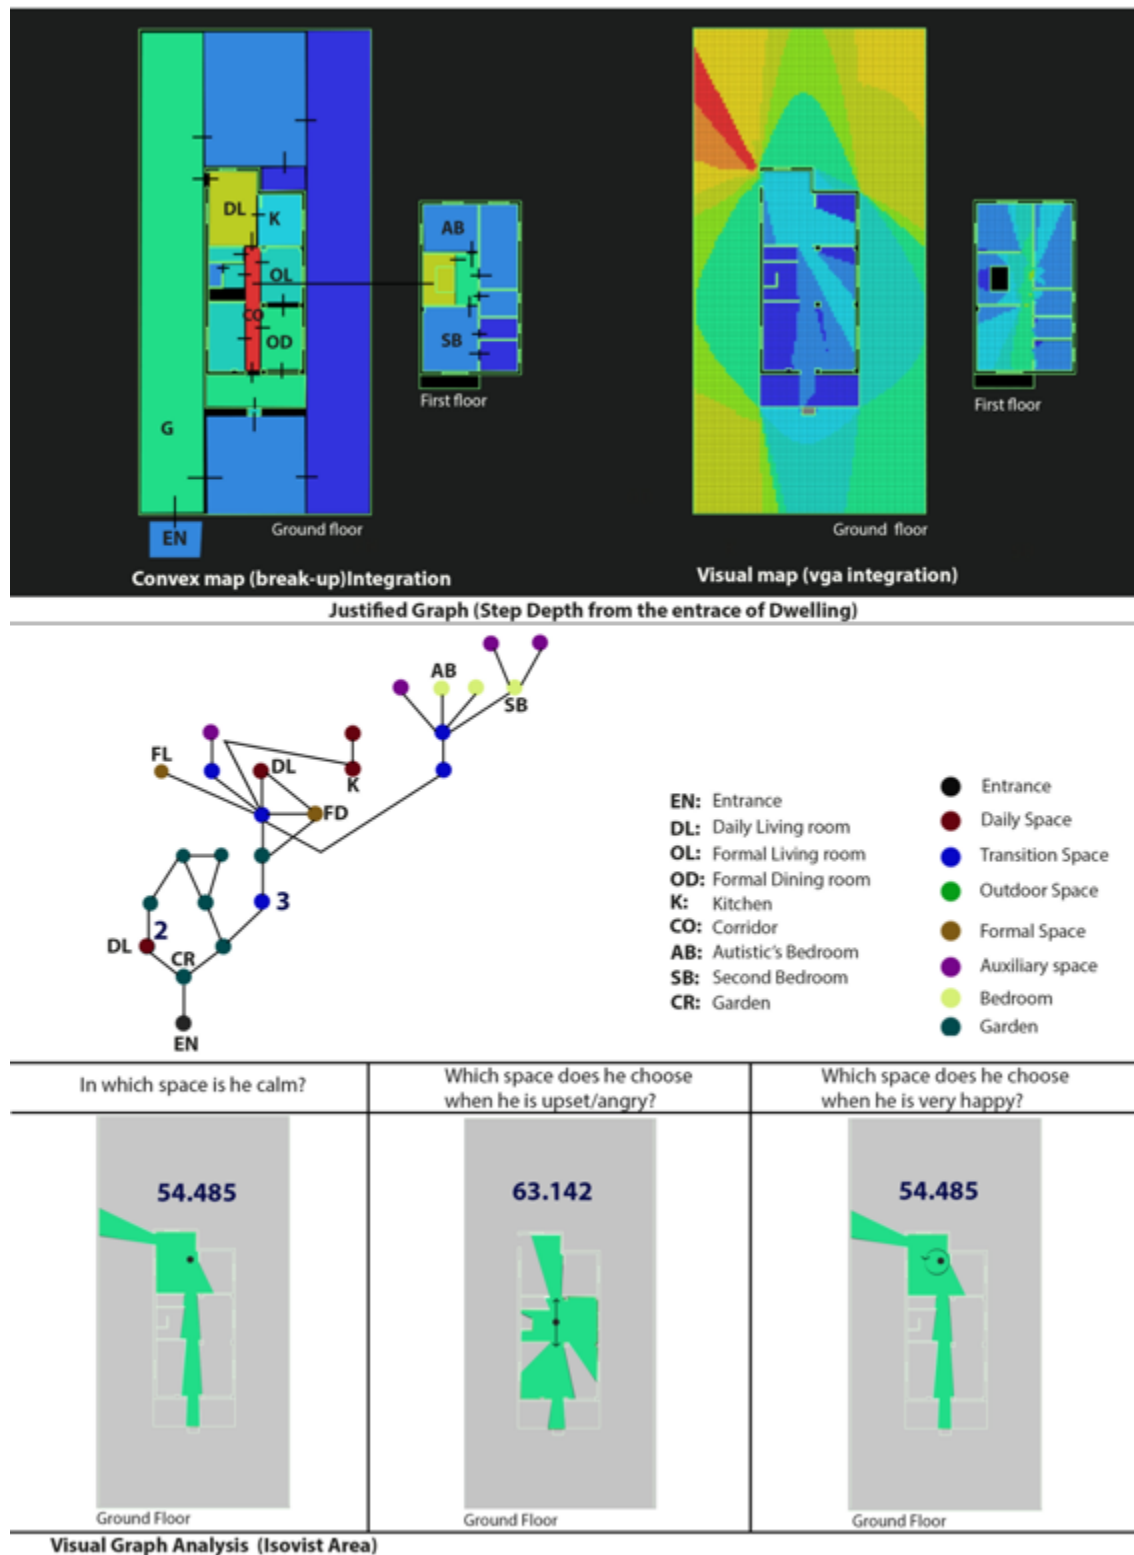 DL
K
OL
CO
OD
G
EN
Ground floor
AB
SB
First floor
Ground floor
First floor
Convex map (break-up)Integration
Visual map (vga integration)
Justified Graph (Step Depth from the entrace of Dwelling)
AB
SB
FL
DL
K
FD
3
2
DL
CR
EN
EN: Entrance
DL: Daily Living room
OL: Formal Living room
OD: Formal Dining room
K: Kitchen
CO: Corridor
AB: Autistic's Bedroom
SB: Second Bedroom
CR: Garden
Entrance
Daily Space
Transition Space
Outdoor Space
Formal Space
Auxiliary space
Bedroom
Garden
In which space is he calm?
Which space does he choose
when he is upset/angry?
Which space does he choose
when he is very happy?
54.485
63.142
54.485
Ground Floor
Ground Floor
Ground Floor
Visual Graph Analysis (Isovist Area)